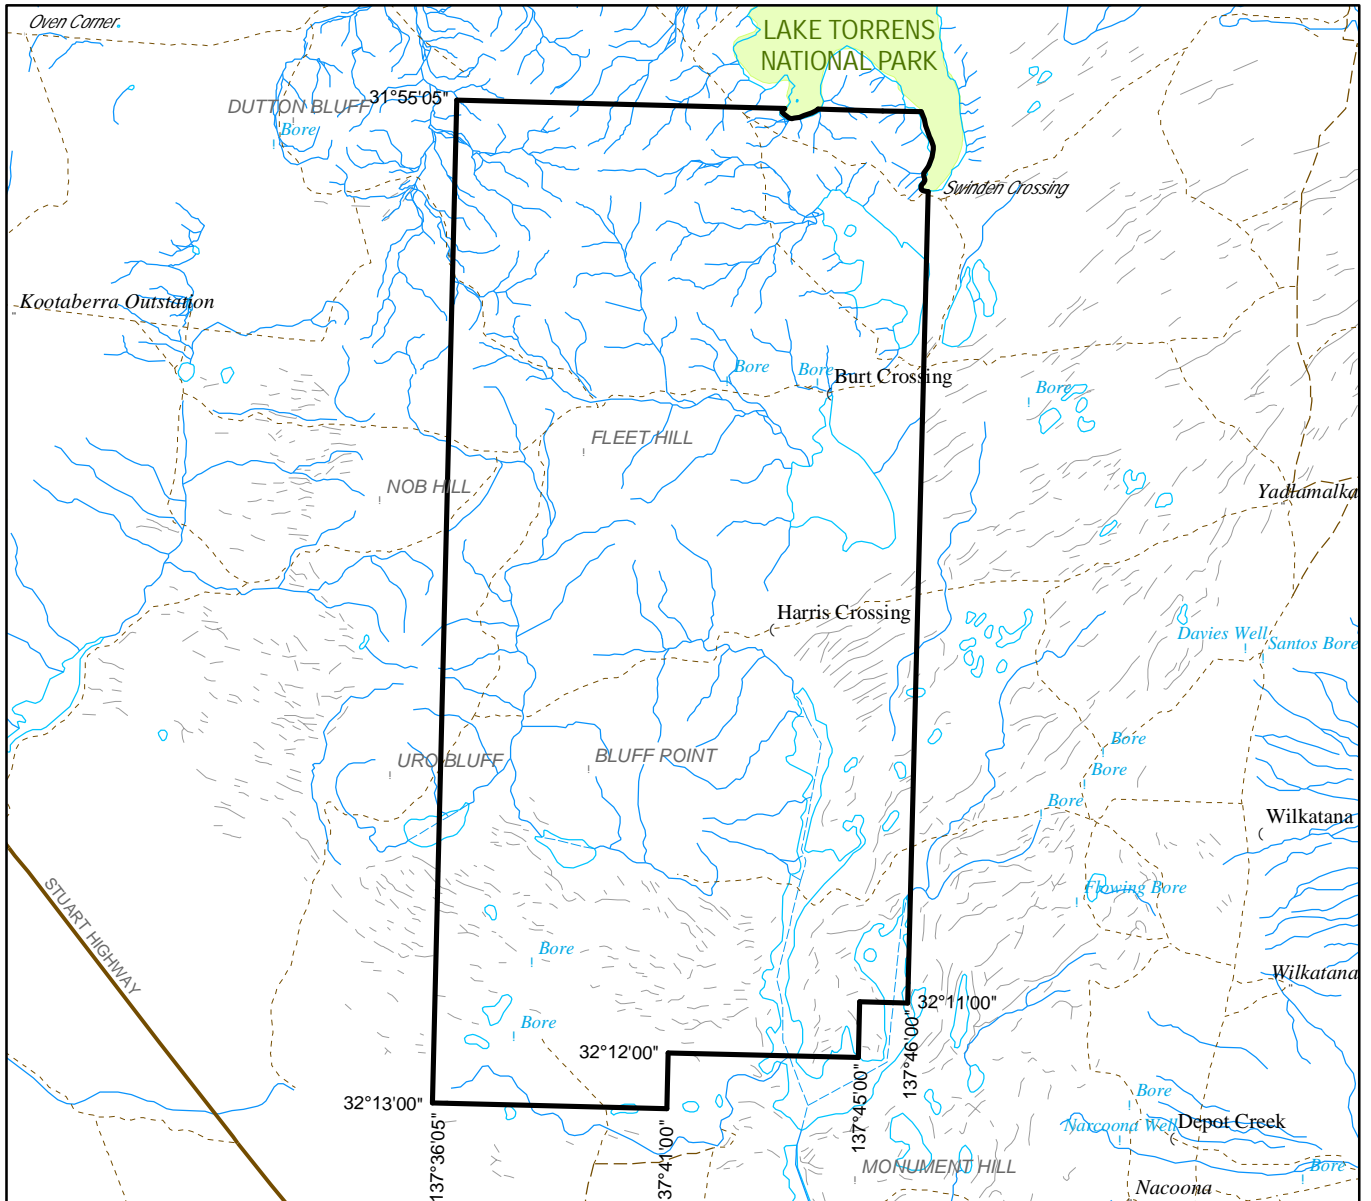 Oven Corner
LAKE TORRENS
NATIONAL PARK
DUTTON BLUFF
31°55'05"
Bore
Swinden Crossing
Kootaberra Outstation
Bore
Bore
Burt Crossing
Bore
FLEET HILL
NOB HILL
Yadlamalka
Harris Crossing
Davies Well
Santos Bore
URO BLUFF
BLUFF POINT
Bore
Bore
Bore
Wilkatana
STUART HIGHWAY
Flowing Bore
Bore
Wilkatana
32°11'00"
Bore
32°12'00"
137°46'00"
32°13'00"
137°45'00"
Bore
Narcoona Well
Depot Creek
137°36'05"
37°41'00"
MONUMENT HILL
Bore
Nacoona